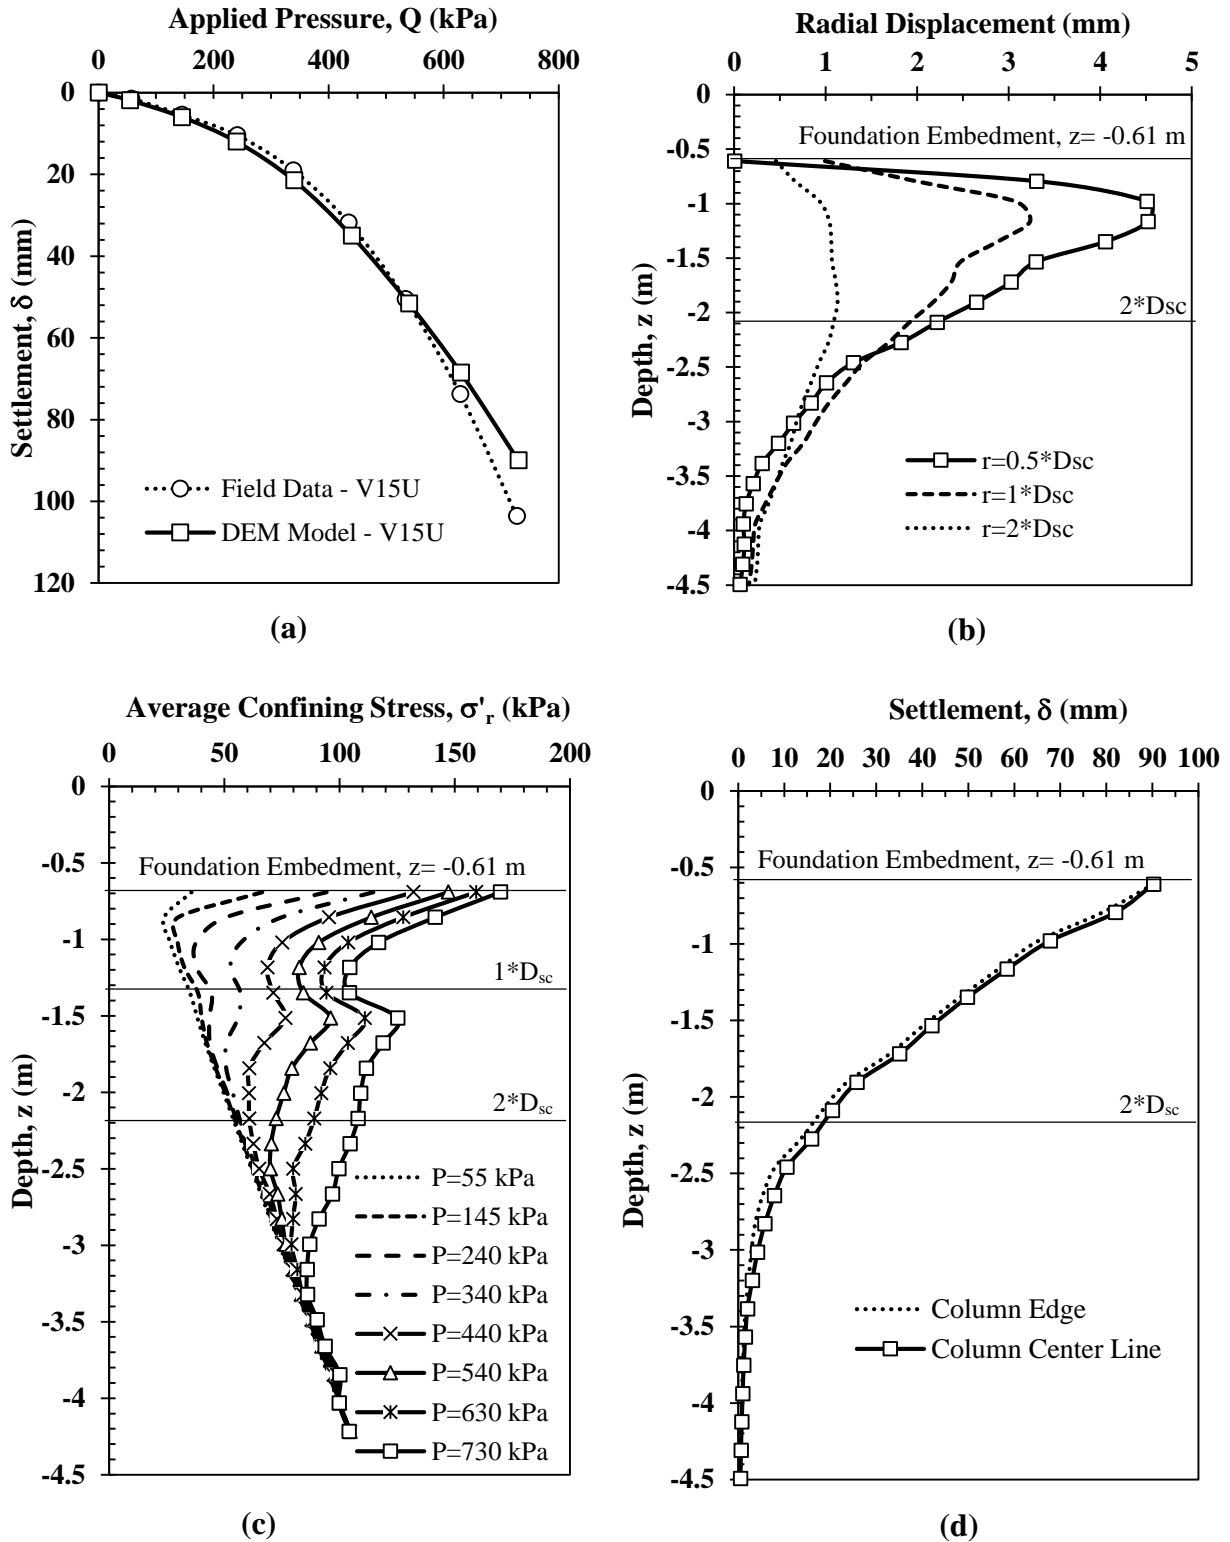 Applied Pressure, Q (kPa)
0 200 400 600 800
0
20
40
60
80
100
120
Settlement, δ (mm)
Field Data - V15U
DEM Model - V15U
(a)
Radial Displacement (mm)
0 1 2 3 4 5
0
-0.5
-1
-1.5
-2
-2.5
-3
-3.5
-4
-4.5
Depth, z (m)
Foundation Embedment, z= -0.61 m
2*Dsc
r=0.5*Dsc
r=1*Dsc
r=2*Dsc
(b)
Average Confining Stress, σ'r (kPa)
0 50 100 150 200
0
-0.5
-1
-1.5
-2
-2.5
-3
-3.5
-4
-4.5
Depth, z (m)
Foundation Embedment, z= -0.61 m
1*Dsc
2*Dsc
P=55 kPa
P=145 kPa
P=240 kPa
P=340 kPa
P=440 kPa
P=540 kPa
P=630 kPa
P=730 kPa
(c)
Settlement, δ (mm)
0 10 20 30 40 50 60 70 80 90 100
0
-0.5
-1
-1.5
-2
-2.5
-3
-3.5
-4
-4.5
Depth, z (m)
Foundation Embedment, z= -0.61 m
2*Dsc
Column Edge
Column Center Line
(d)